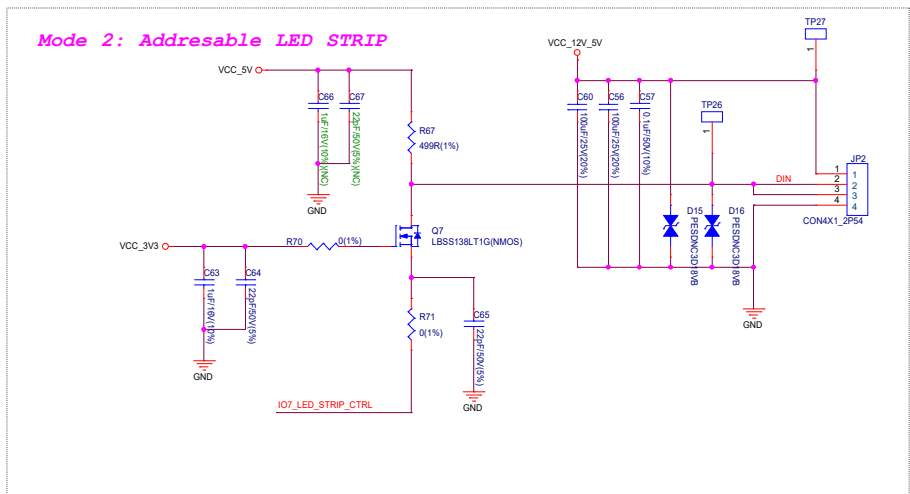 Mode 2: Addresable LED STRIP
TP27
1
VCC_12V_5V
VCC_5V
C66
1uF/16V(10%)(NC)
C67
22pF/50V(5%)(NC)
GND
R67
499R(1%)
C60
100uF/25V(20%)
C56
100uF/25V(20%)
C57
0.1uF/50V(10%)
TP26
1
JP2
1
2
3
4
1
2
3
4
DIN
CON4X1_2P54
D15
PESDNC3D18VB
D16
PESDNC3D18VB
GND
VCC_3V3
R70
0(1%)
Q7
LBSS138LT1G(NMOS)
C63
1uF/16V(10%)
C64
22pF/50V(5%)
GND
R71
0(1%)
C65
22pF/50V(5%)
GND
IO7_LED_STRIP_CTRL